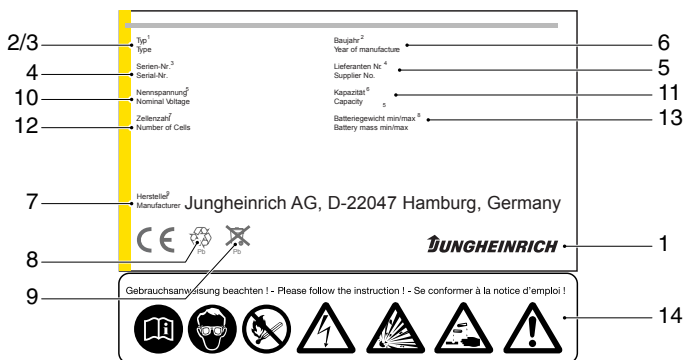 2/3
Typ¹
Type
Baujahr²
Year of manufacture
6
4
Serien-Nr.³
Serial-Nr.
Lieferanten Nr. ⁴
Supplier No.
5
10
Nennspannung⁵
Nominal Voltage
Kapazität⁶
Capacity
5
11
12
Zellenzahl⁷
Number of Cells
Batteriegewicht min/max ⁸
Battery mass min/max
13
7
Hersteller⁹
Manufacturer
Jungheinrich AG, D-22047 Hamburg, Germany
CE
Pb
Pb
JUNGHEINRICH
1
8
9
Gebrauchsanweisung beachten ! - Please follow the instruction ! - Se conformer à la notice d'emploi !
14